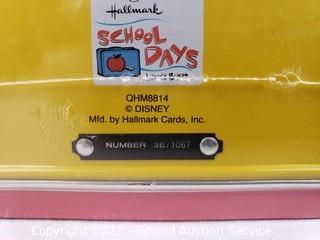 Hallmark
SCHOOL
DAYS
QHM8814
© DISNEY
Mfd. by Hallmark Cards, Inc.
NUMBER 3E/1067
Copyright 2021 - Sound Auction Service